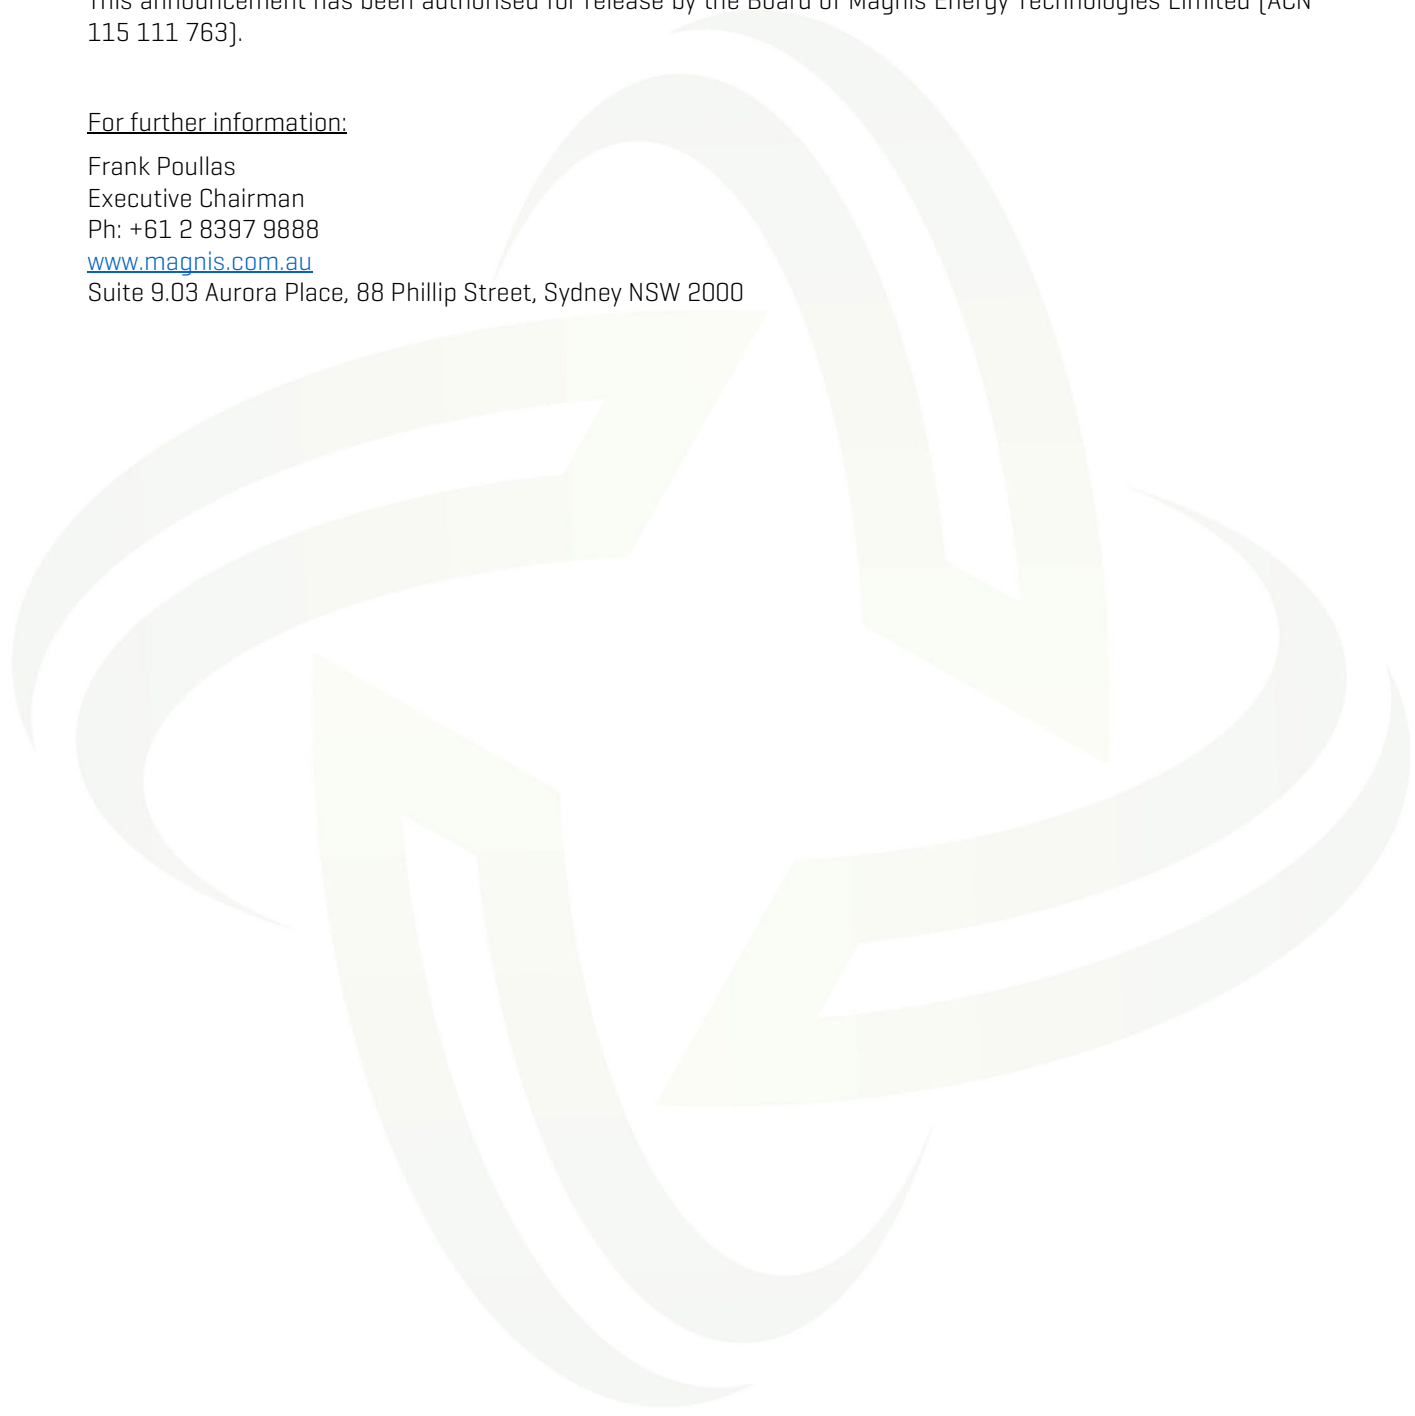 This announcement has been authorised for release by the Board of Magnis Energy Technologies Limited (ACN
115 111 763).
For further information:
Frank Poullas
Executive Chairman
Ph: +61 2 8397 9888
www.magnis.com.au
Suite 9.03 Aurora Place, 88 Phillip Street, Sydney NSW 2000